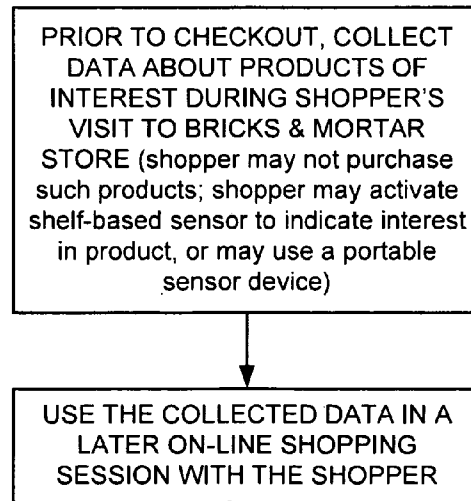 PRIOR TO CHECKOUT, COLLECT
DATA ABOUT PRODUCTS OF
INTEREST DURING SHOPPER'S
VISIT TO BRICKS & MORTAR
STORE (shopper may not purchase
such products; shopper may activate
shelf-based sensor to indicate interest
in product, or may use a portable
sensor device)
USE THE COLLECTED DATA IN A
LATER ON-LINE SHOPPING
SESSION WITH THE SHOPPER